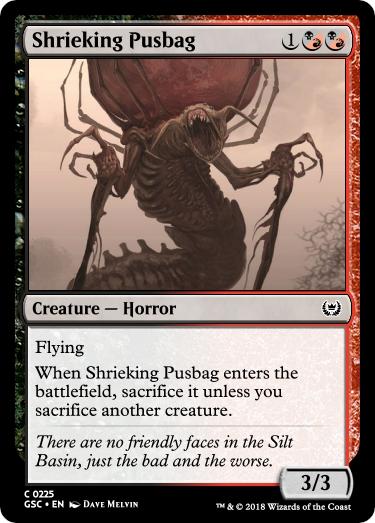 Shrieking Pusbag 1
Creature — Horror
Flying
When Shrieking Pusbag enters the
battlefield, sacrifice it unless you
sacrifice another creature.
There are no friendly faces in the Silt
Basin, just the bad and the worse.
3/3
C 0225
GSC • EN Dave Melvin
™ & © 2018 Wizards of the Coast